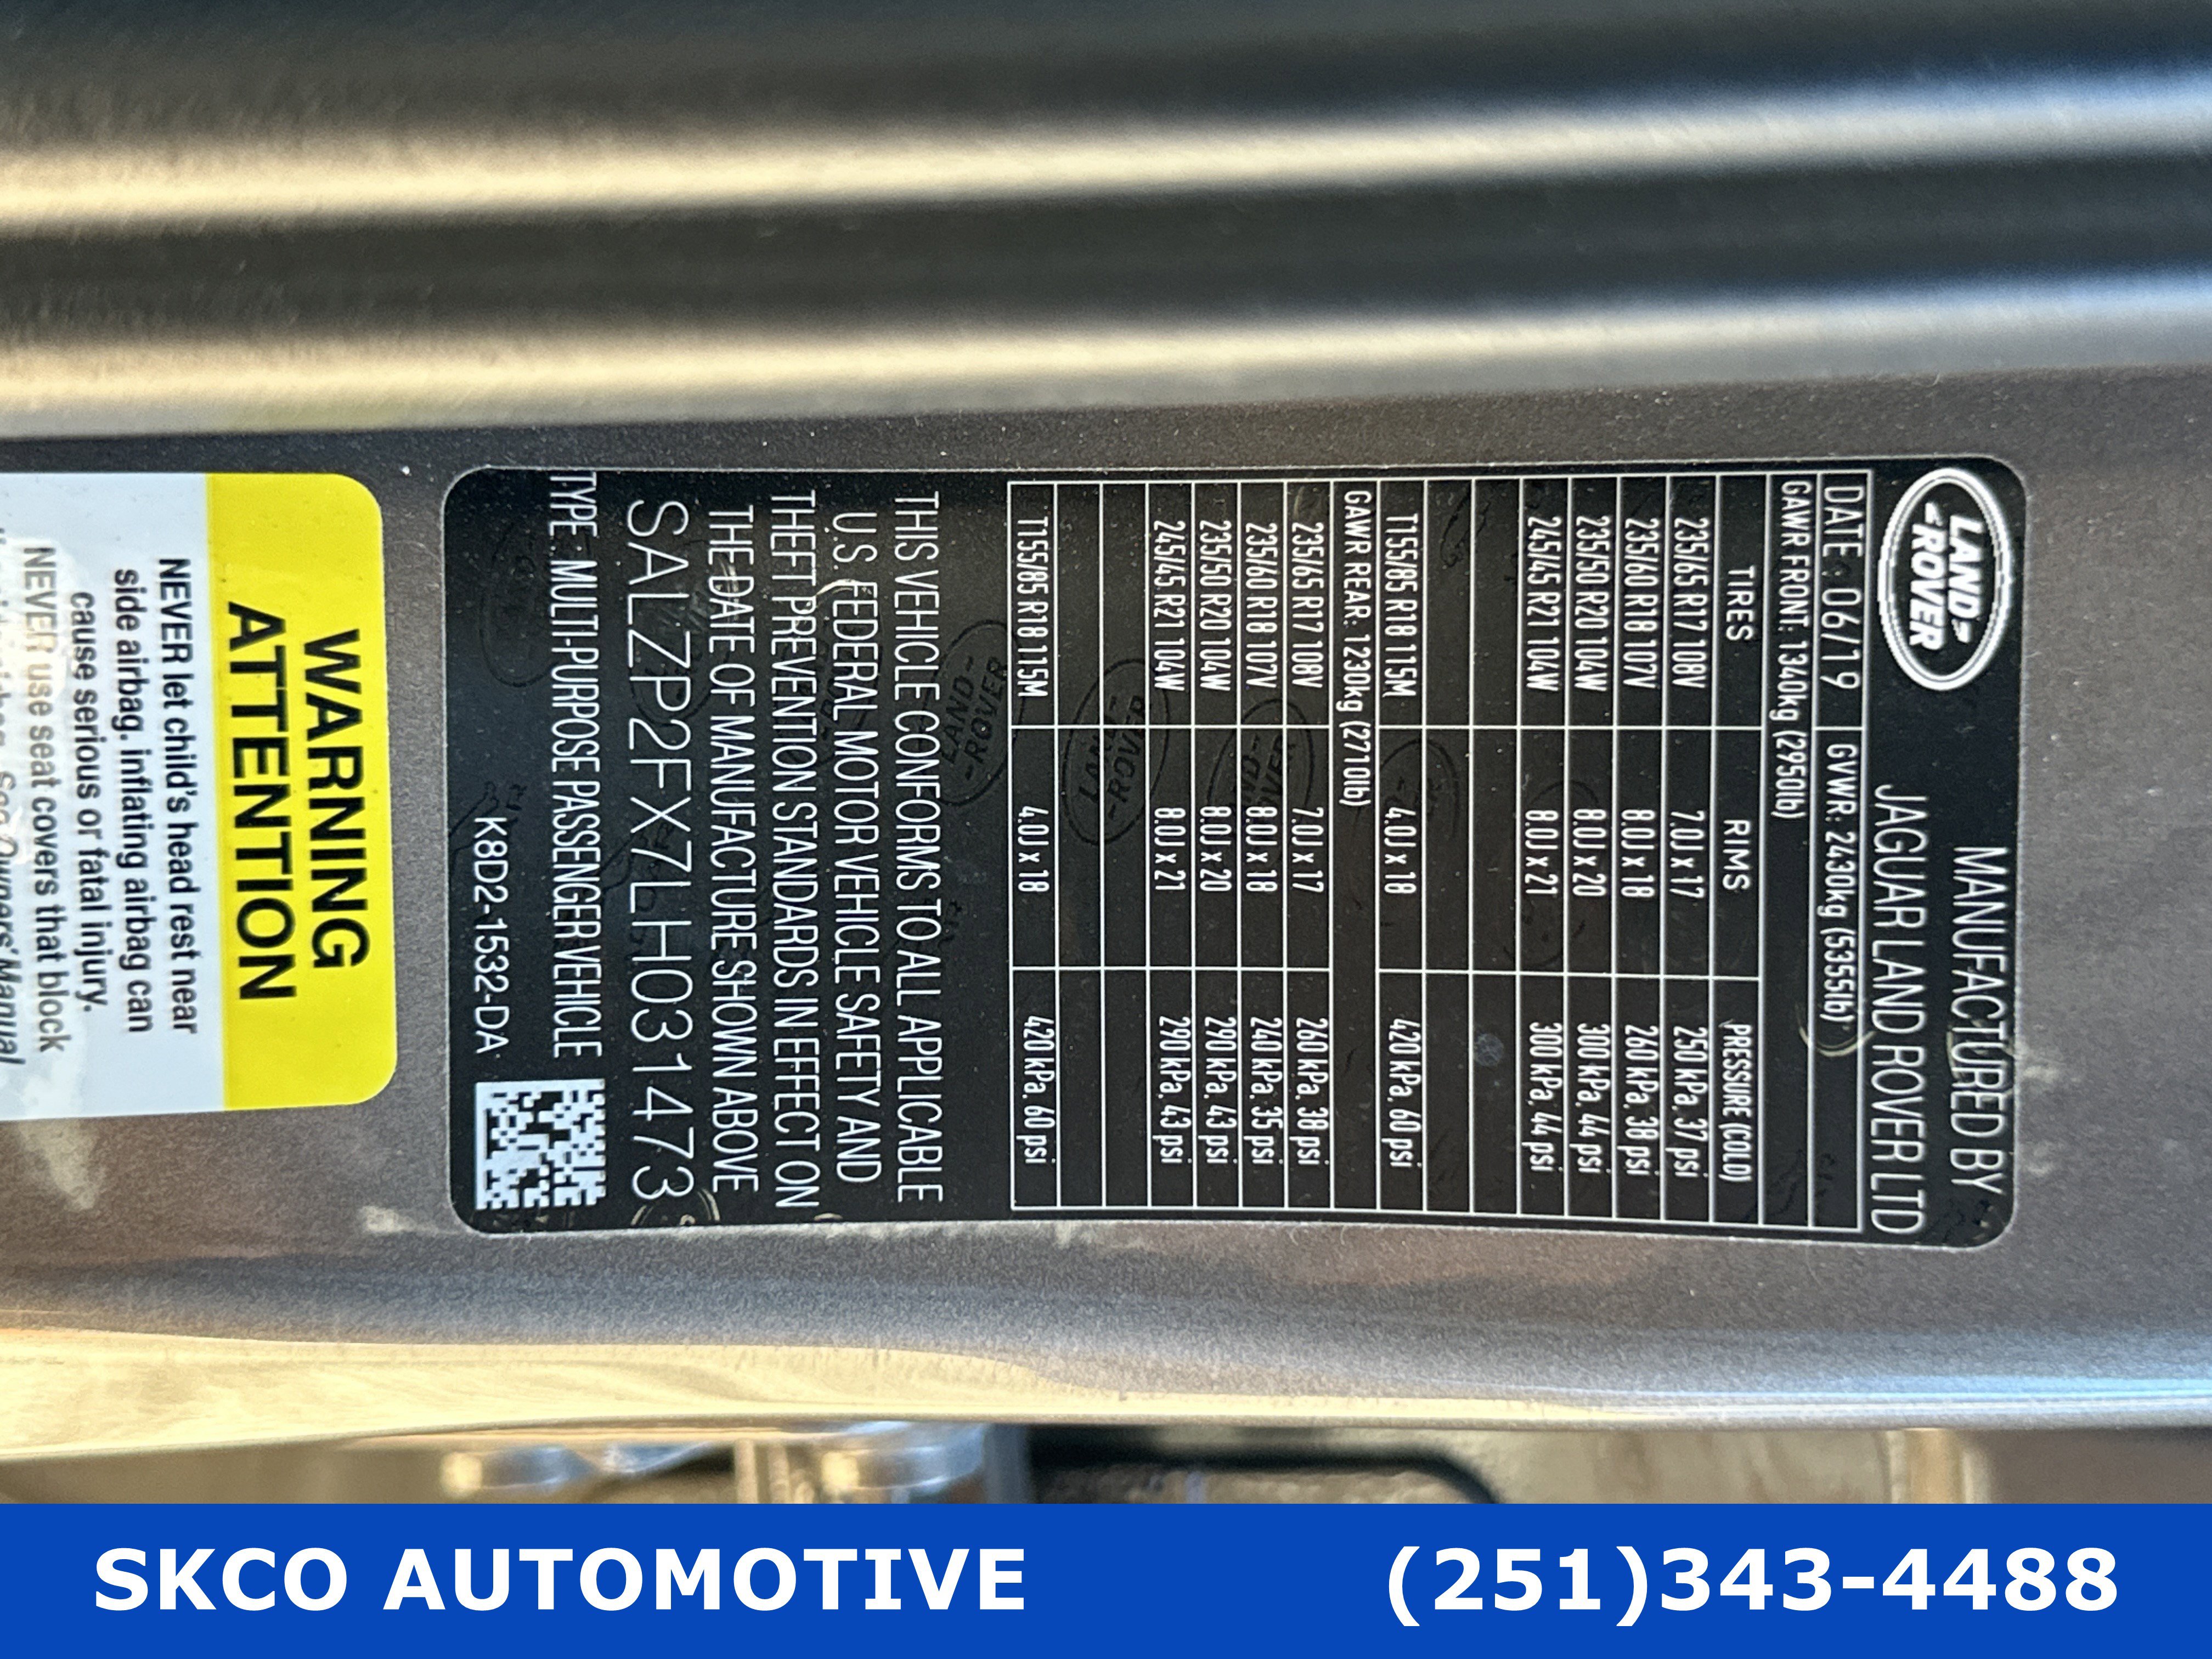 LAND-
-ROVER
MANUFACTURED BY
JAGUAR LAND ROVER LTD
DATE : 06/19 GVWR: 2430kg (5355lb)
GAWR FRONT: 1340kg (2950lb)
TIRES RIMS PRESSURE (COLD)
235/65 R17 108V 7.0J x 17 250 kPa, 37 psi
235/60 R18 107V 8.0J x 18 260 kPa, 38 psi
235/50 R20 104W 8.0J x 20 300 kPa, 44 psi
245/45 R21 104W 8.0J x 21 300 kPa, 44 psi
T155/85 R18 115M 4.0J x 18 420 kPa, 60 psi
GAWR REAR: 1230kg (2710lb)
235/65 R17 108V 7.0J x 17 260 kPa, 38 psi
235/60 R18 107V 8.0J x 18 240 kPa, 35 psi
235/50 R20 104W 8.0J x 20 290 kPa, 43 psi
245/45 R21 104W 8.0J x 21 290 kPa, 43 psi
T155/85 R18 115M 4.0J x 18 420 kPa, 60 psi
THIS VEHICLE CONFORMS TO ALL APPLICABLE
U.S. FEDERAL MOTOR VEHICLE SAFETY AND
THEFT PREVENTION STANDARDS IN EFFECT ON
THE DATE OF MANUFACTURE SHOWN ABOVE
SALZP2FX7LH031473
TYPE : MULTI-PURPOSE PASSENGER VEHICLE
K8D2-1532-DA
WARNING
ATTENTION
NEVER let child's head rest near
side airbag, inflating airbag can
cause serious or fatal injury.
NEVER use seat covers that block
See Owners' Manual
SKCO AUTOMOTIVE (251)343-4488